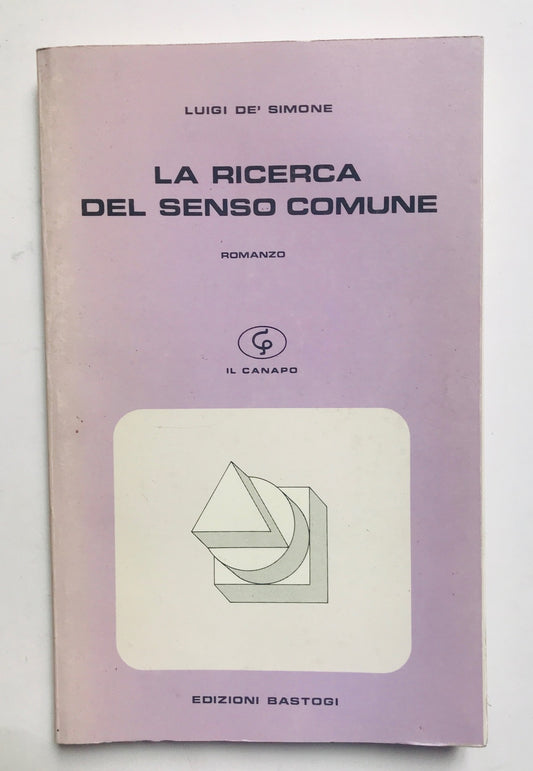 LUIGI DE' SIMONE
LA RICERCA
DEL SENSO COMUNE
ROMANZO
IL CANAPO
EDIZIONI BASTOGI